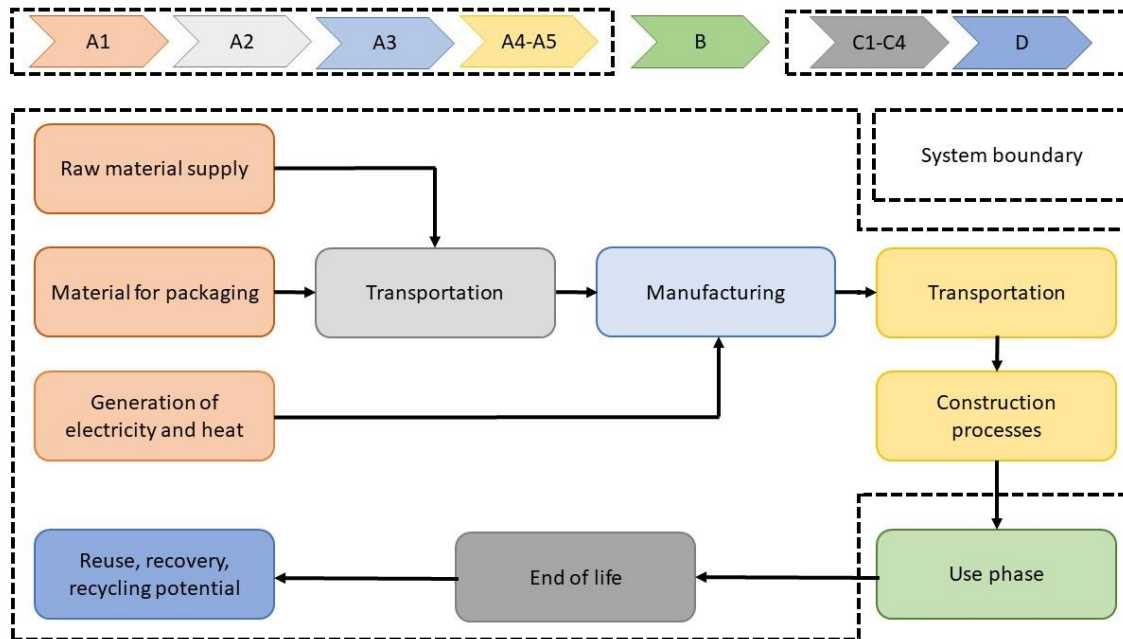 A1
A2
A3
A4-A5
B
C1-C4
D
Raw material supply
System boundary
Material for packaging
Transportation
Manufacturing
Transportation
Generation of
electricity and heat
Construction
processes
Reuse, recovery,
recycling potential
End of life
Use phase